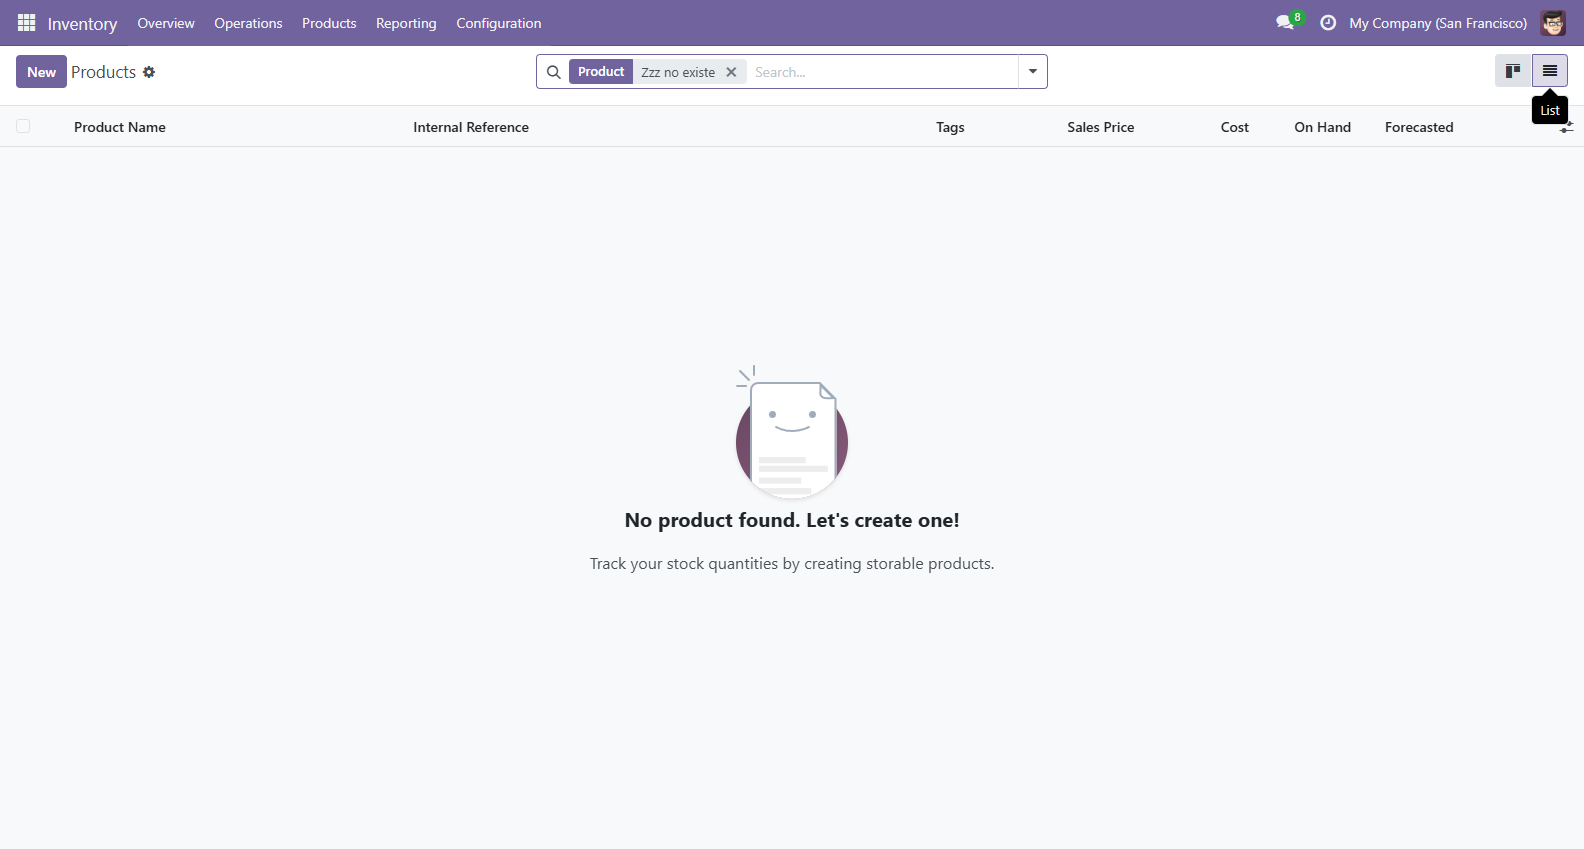 Inventory Overview Operations Products Reporting Configuration 8 My Company (San Francisco)
New Products Product Zzz no existe Search...
List
Product Name Internal Reference Tags Sales Price Cost On Hand Forecasted
No product found. Let's create one!
Track your stock quantities by creating storable products.